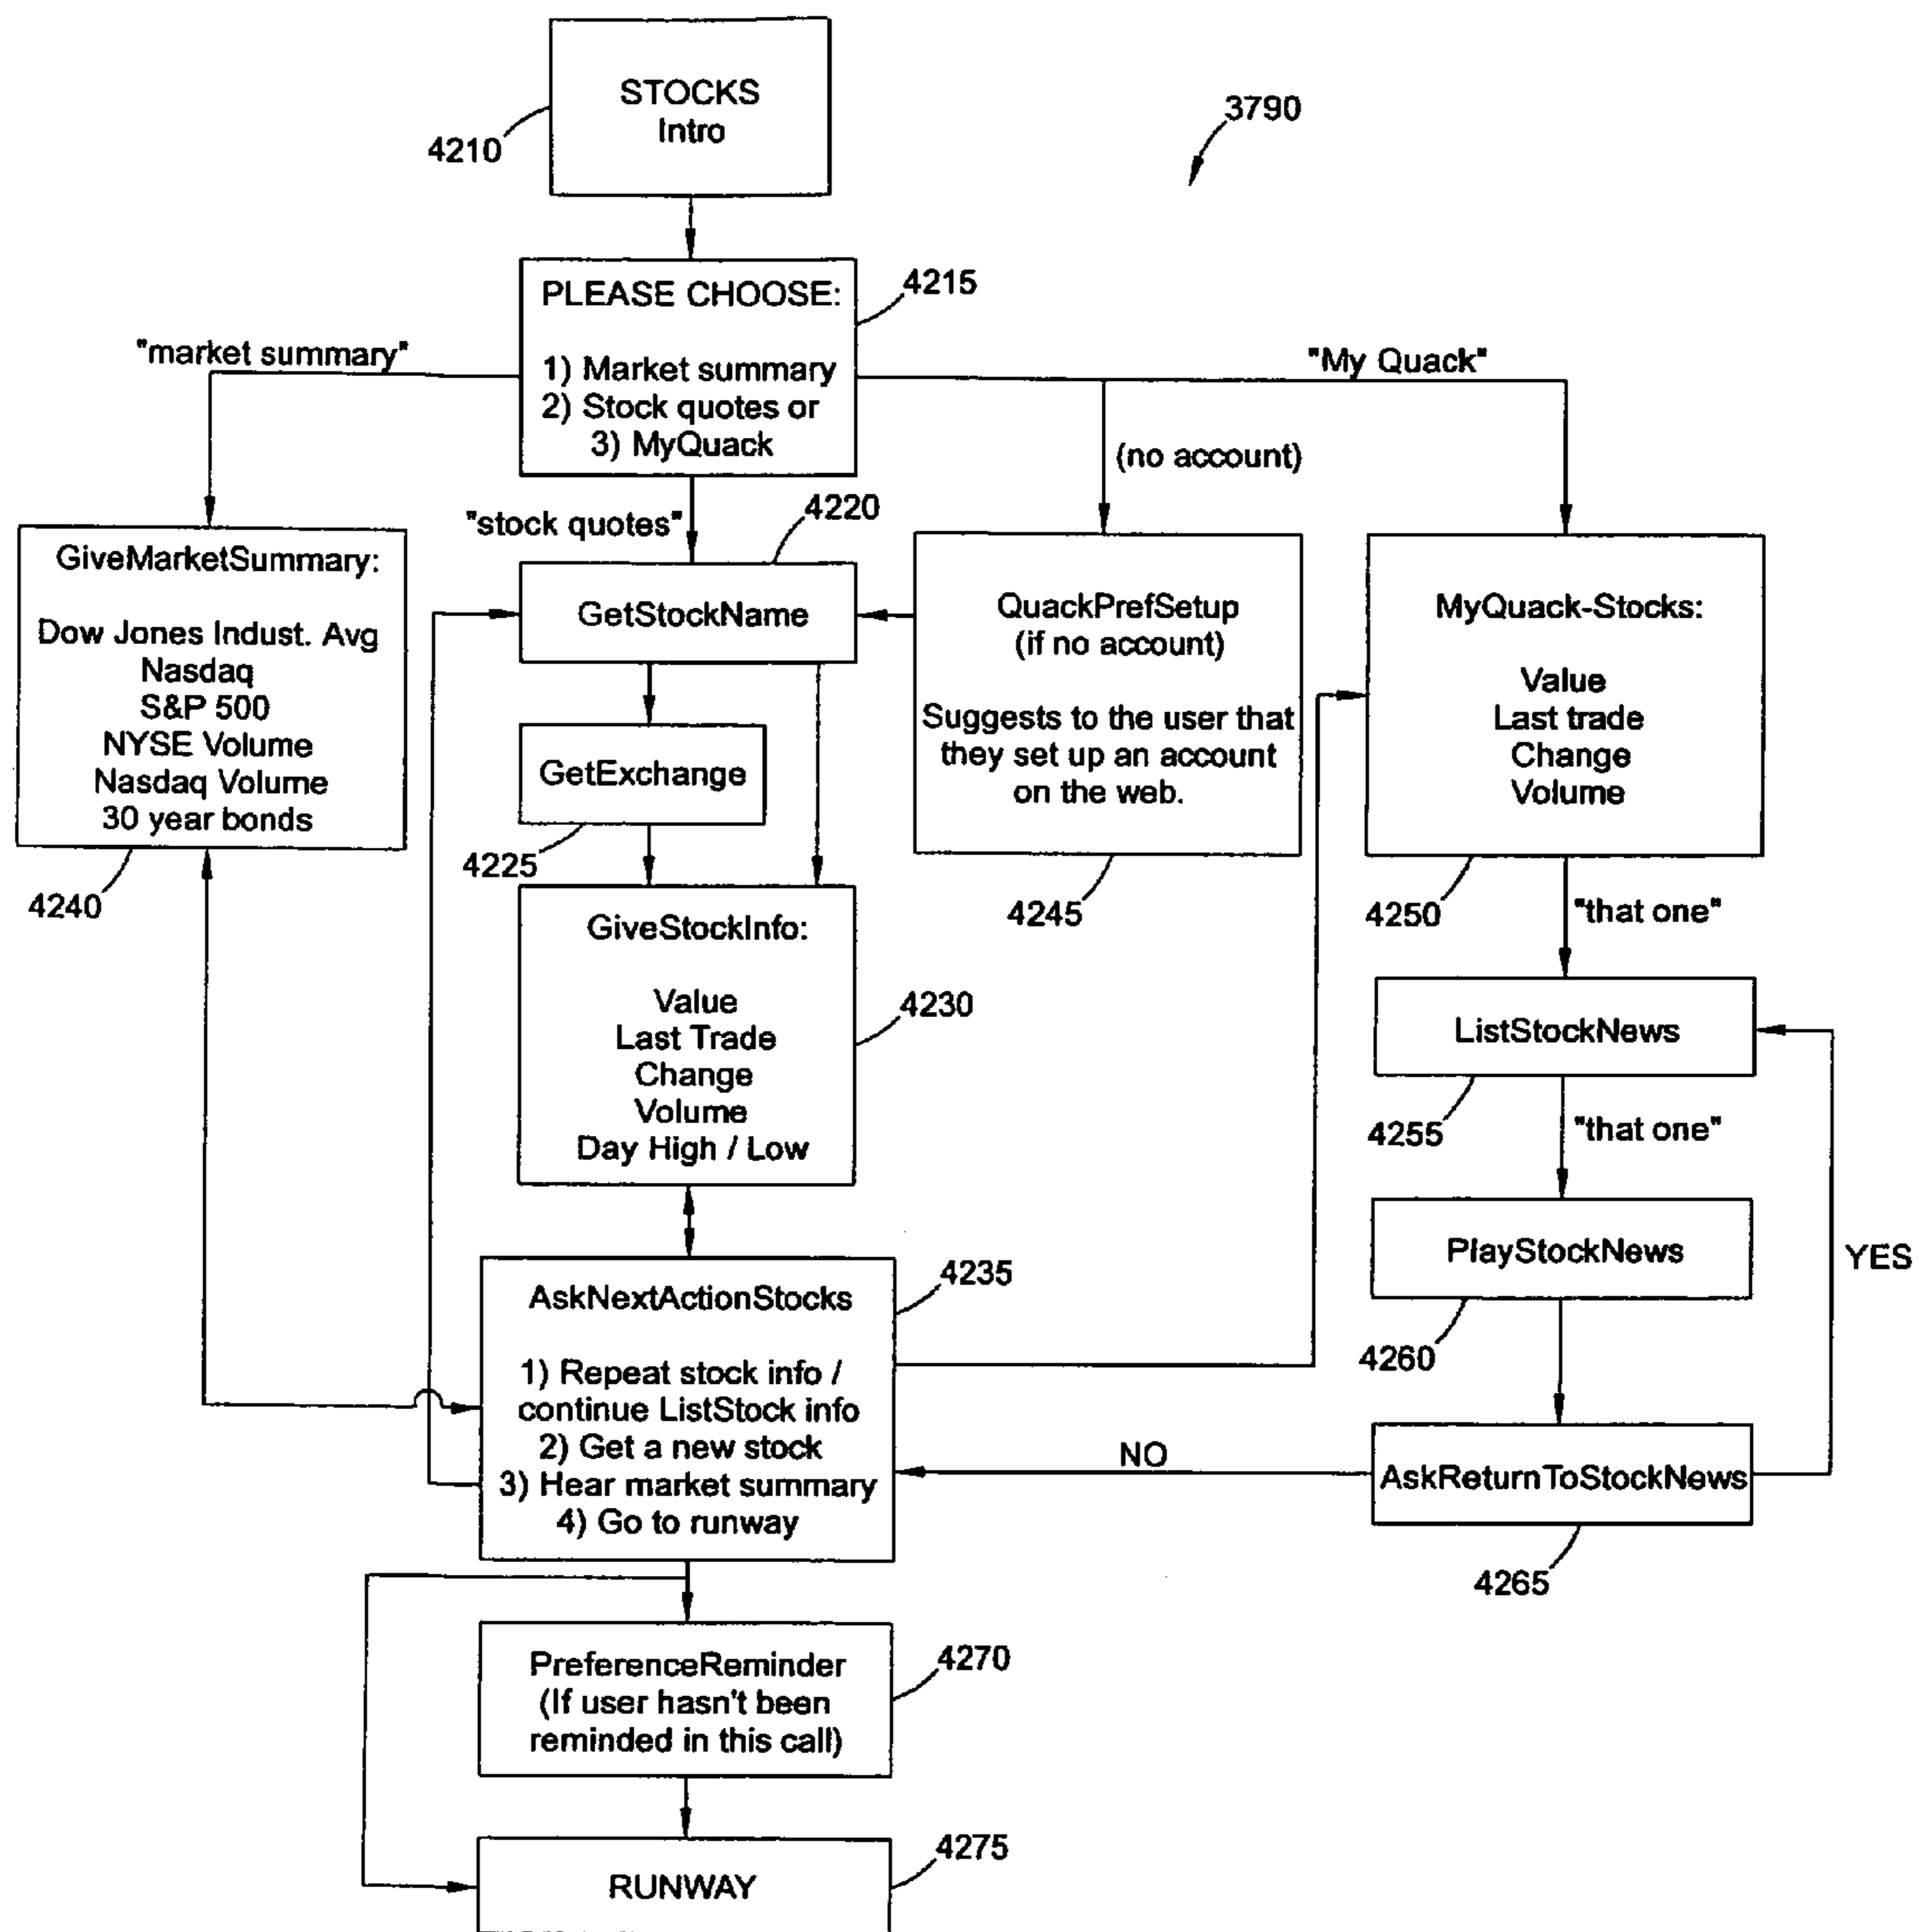 STOCKS
Intro
4210
3790
PLEASE CHOOSE:
1) Market summary
2) Stock quotes or
3) MyQuack
4215
"market summary"
"My Quack"
(no account)
"stock quotes"
4220
GiveMarketSummary:
Dow Jones Indust. Avg
Nasdaq
S&P 500
NYSE Volume
Nasdaq Volume
30 year bonds
4240
GetStockName
GetExchange
4225
QuackPrefSetup
(if no account)
Suggests to the user that
they set up an account
on the web.
4245
MyQuack-Stocks:
Value
Last trade
Change
Volume
4250
"that one"
GiveStockInfo:
Value
Last Trade
Change
Volume
Day High / Low
4230
ListStockNews
4255
"that one"
PlayStockNews
4260
YES
AskNextActionStocks
1) Repeat stock info /
continue ListStock info
2) Get a new stock
3) Hear market summary
4) Go to runway
4235
NO
AskReturnToStockNews
4265
PreferenceReminder
(If user hasn't been
reminded in this call)
4270
RUNWAY
4275